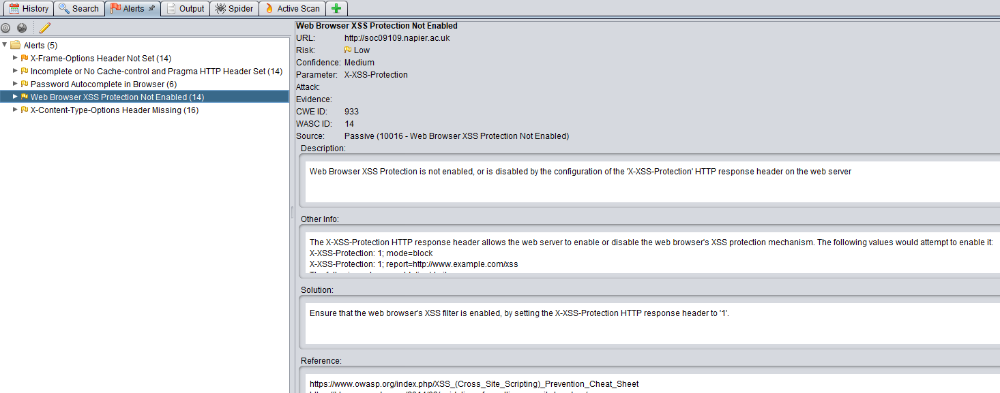 History Search Alerts Output Spider Active Scan
Alerts (5)
X-Frame-Options Header Not Set (14)
Incomplete or No Cache-control and Pragma HTTP Header Set (14)
Password Autocomplete in Browser (6)
Web Browser XSS Protection Not Enabled (14)
X-Content-Type-Options Header Missing (16)
Web Browser XSS Protection Not Enabled
URL: http://soc09109.napier.ac.uk
Risk: Low
Confidence: Medium
Parameter: X-XSS-Protection
Attack:
Evidence:
CWE ID: 933
WASC ID: 14
Source: Passive (10016 - Web Browser XSS Protection Not Enabled)
Description:
Web Browser XSS Protection is not enabled, or is disabled by the configuration of the 'X-XSS-Protection' HTTP response header on the web server
Other Info:
The X-XSS-Protection HTTP response header allows the web server to enable or disable the web browser's XSS protection mechanism. The following values would attempt to enable it:
X-XSS-Protection: 1; mode=block
X-XSS-Protection: 1; report=http://www.example.com/xss
Solution:
Ensure that the web browser's XSS filter is enabled, by setting the X-XSS-Protection HTTP response header to '1'.
Reference:
https://www.owasp.org/index.php/XSS_(Cross_Site_Scripting)_Prevention_Cheat_Sheet